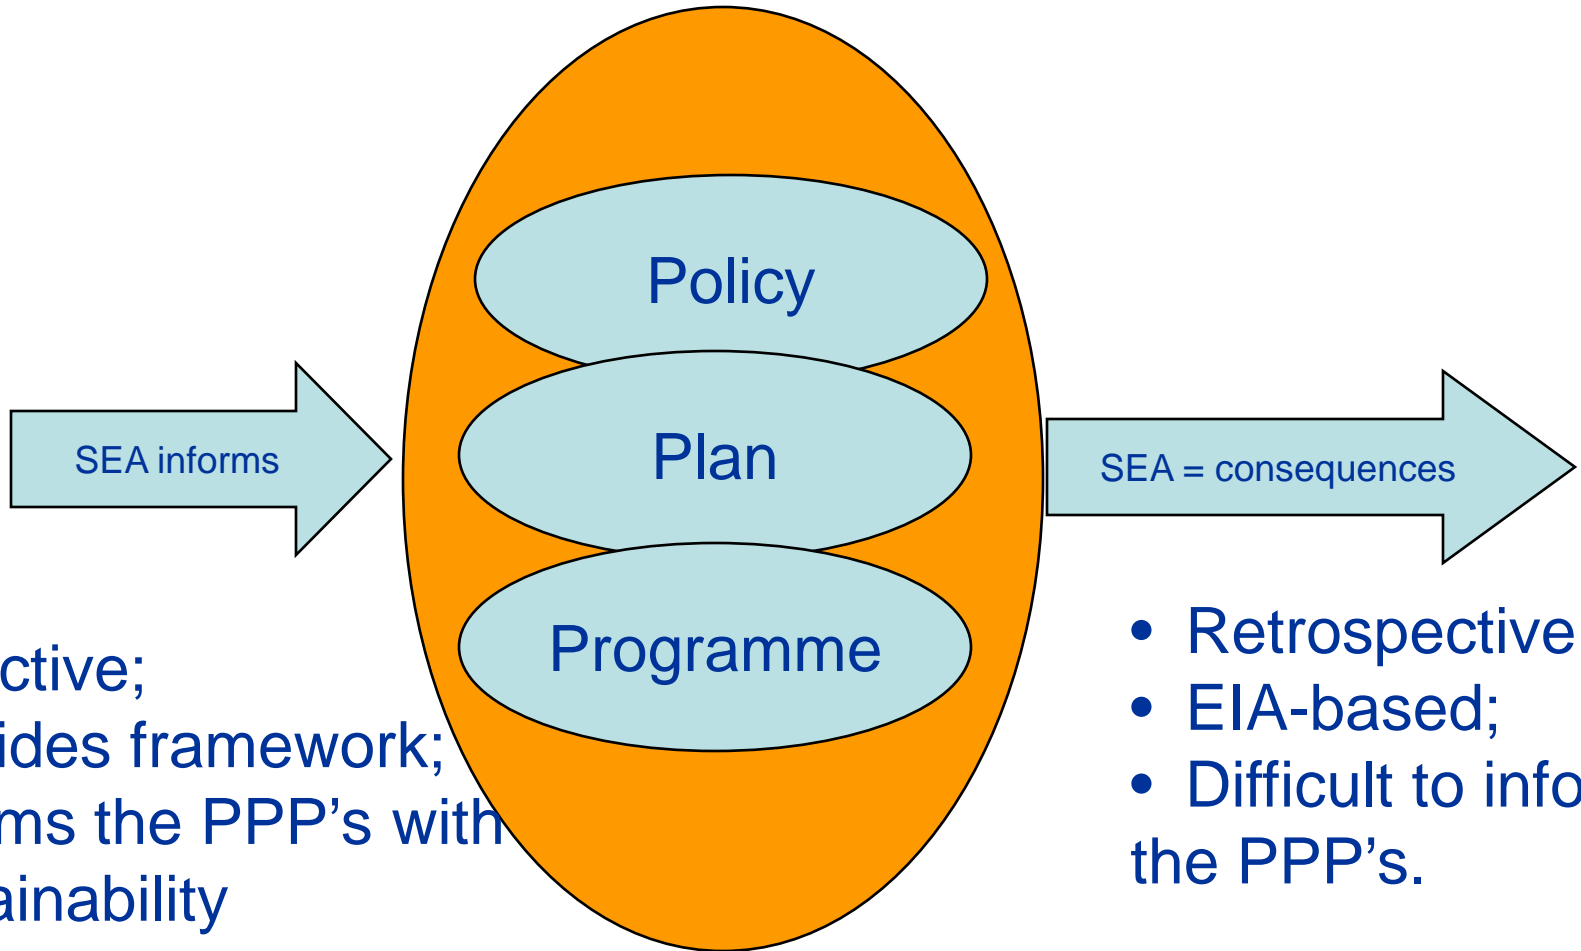 Policy
SEA informs
Plan
SEA = consequences
Programme
ctive;
ides framework;
ms the PPP's with
ainability
• Retrospective
• EIA-based;
• Difficult to info
the PPP's.